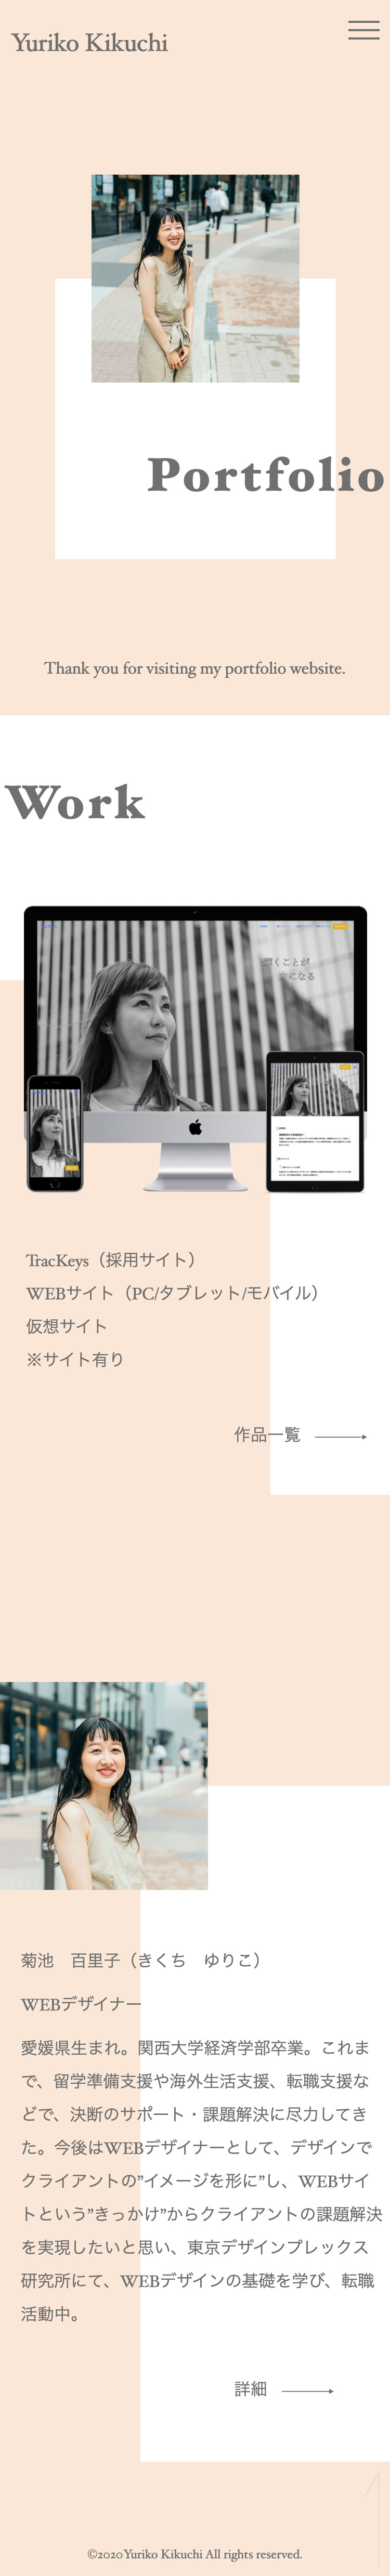 Yuriko Kikuchi
Portfolio
Thank you for visiting my portfolio website.
Work
輝くことが
力になる
TracKeys（採用サイト）
WEBサイト（PC/タブレット/モバイル）
仮想サイト
※サイト有り
作品一覧
菊池　百里子（きくち　ゆりこ）
WEBデザイナー
愛媛県生まれ。関西大学経済学部卒業。これま
で、留学準備支援や海外生活支援、転職支援な
どで、決断のサポート・課題解決に尽力してき
た。今後はWEBデザイナーとして、デザインで
クライアントの”イメージを形に”し、WEBサイ
トという”きっかけ”からクライアントの課題解決
を実現したいと思い、東京デザインプレックス
研究所にて、WEBデザインの基礎を学び、転職
活動中。
詳細
©2020 Yuriko Kikuchi All rights reserved.